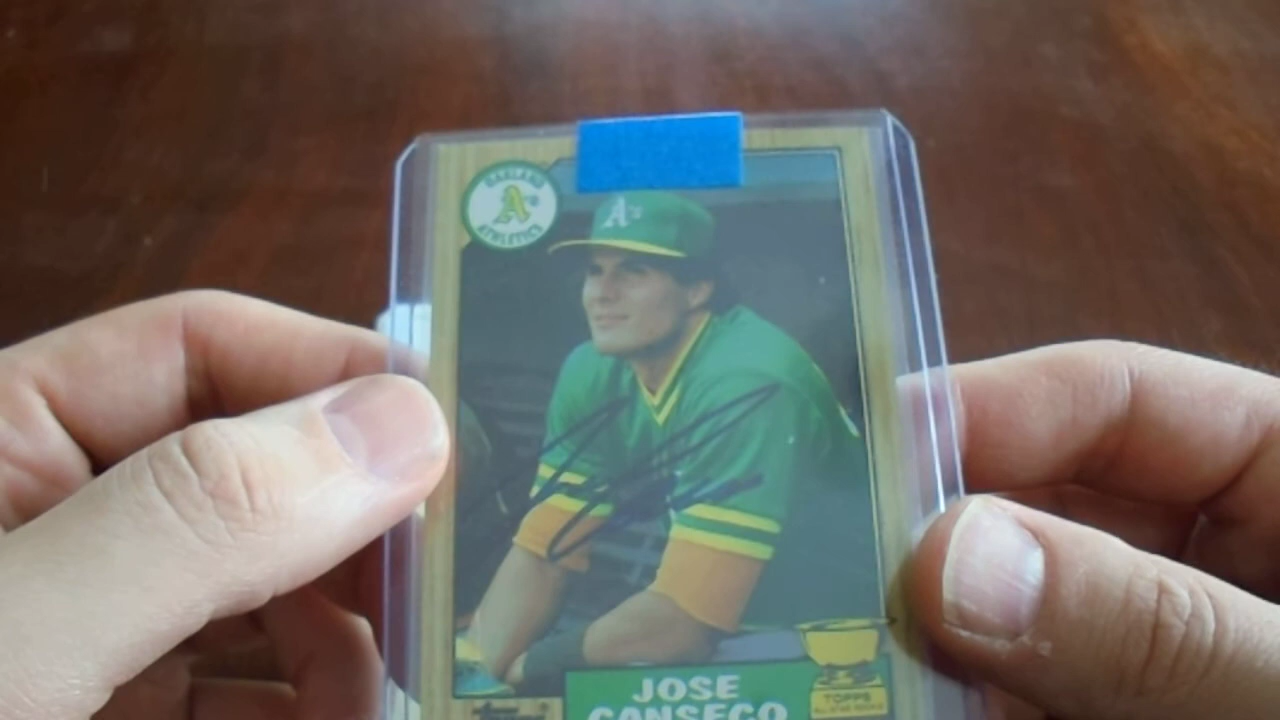 OAKLAND
A's
ATHLETICS
A's
JOSE
CANSECO
TOPPS
ALL-STAR ROOKIE